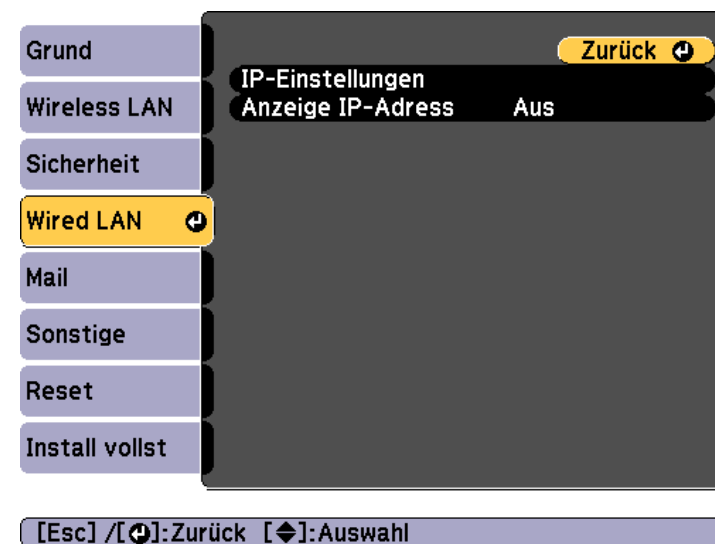 Grund
Wireless LAN
Sicherheit
Wired LAN
Mail
Sonstige
Reset
Install vollst
Zurück
IP-Einstellungen
Anzeige IP-Adress Aus
[Esc] /[⏎]:Zurück [◆]:Auswahl